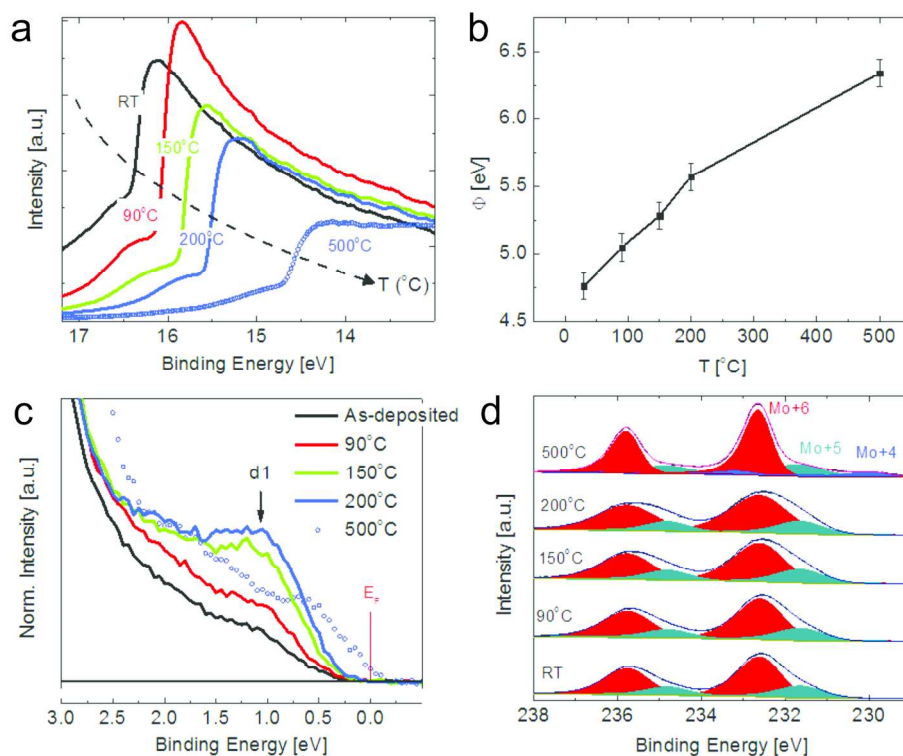 a
Intensity [a.u.]
RT
150°C
90°C
200°C
500°C
T (°C)
17 16 15 14
Binding Energy [eV]
b
Φ [eV]
6.5
6.0
5.5
5.0
4.5
0 100 200 300 400 500
T [°C]
c
Norm. Intensity [a.u.]
As-deposited
90°C
150°C
200°C
500°C
d1
E_F
3.0 2.5 2.0 1.5 1.0 0.5 0.0
Binding Energy [eV]
d
Intensity [a.u.]
Mo+6
Mo+5
Mo+4
500°C
200°C
150°C
90°C
RT
238 236 234 232 230
Binding Energy [eV]